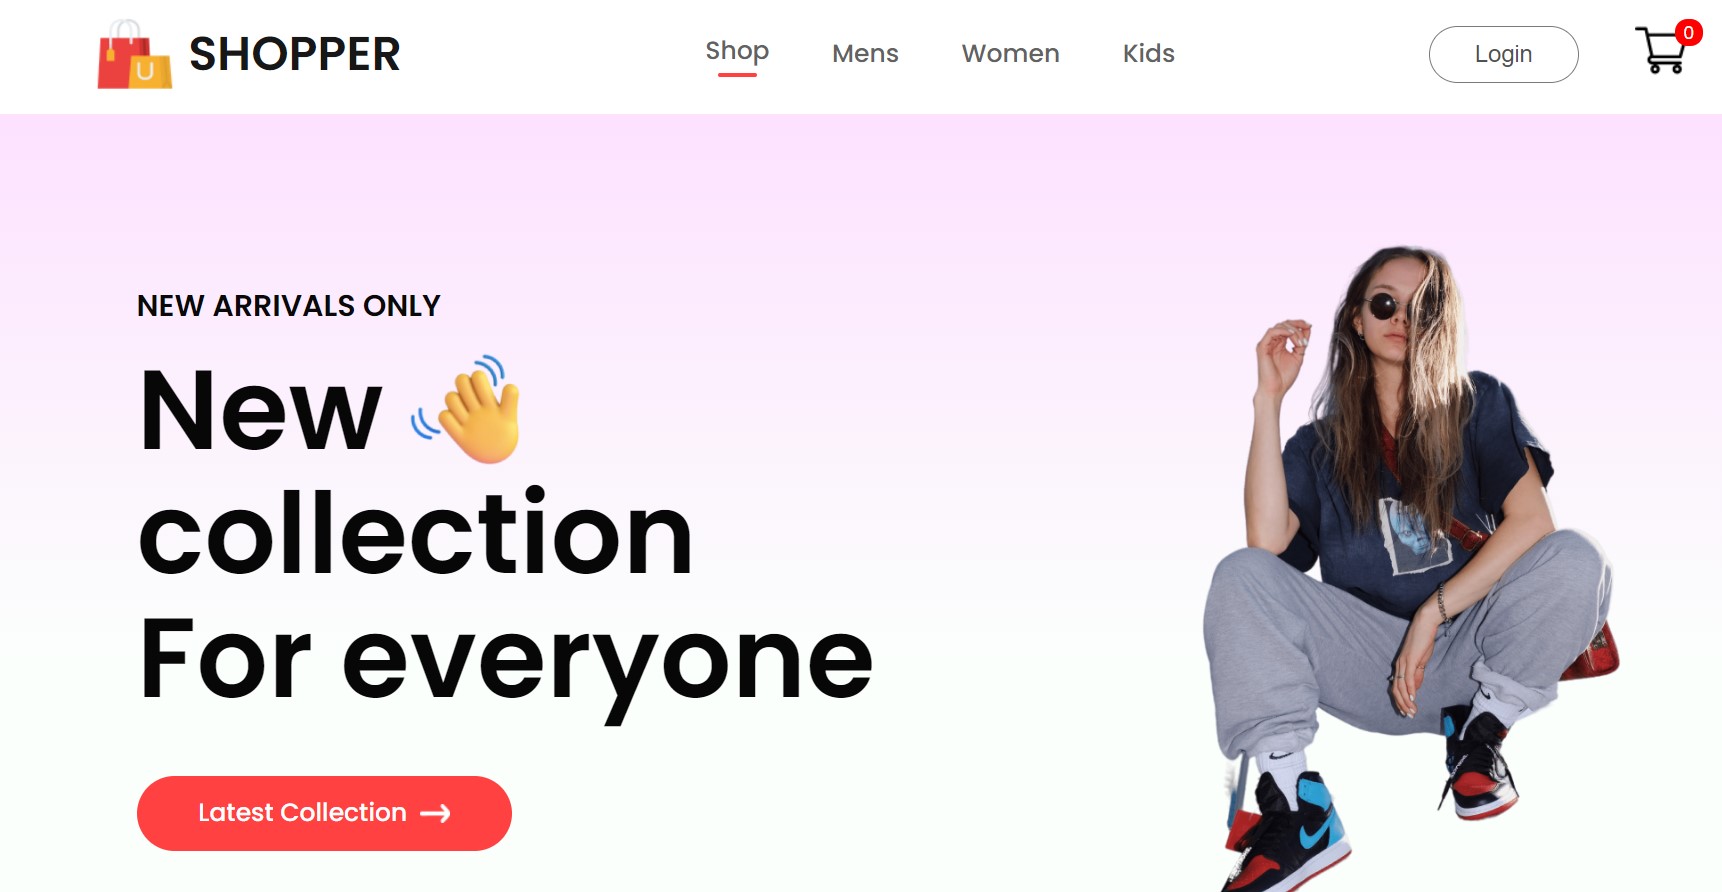 U
SHOPPER
Shop
Mens
Women
Kids
Login
0
NEW ARRIVALS ONLY
New 👋
collection
For everyone
Latest Collection →